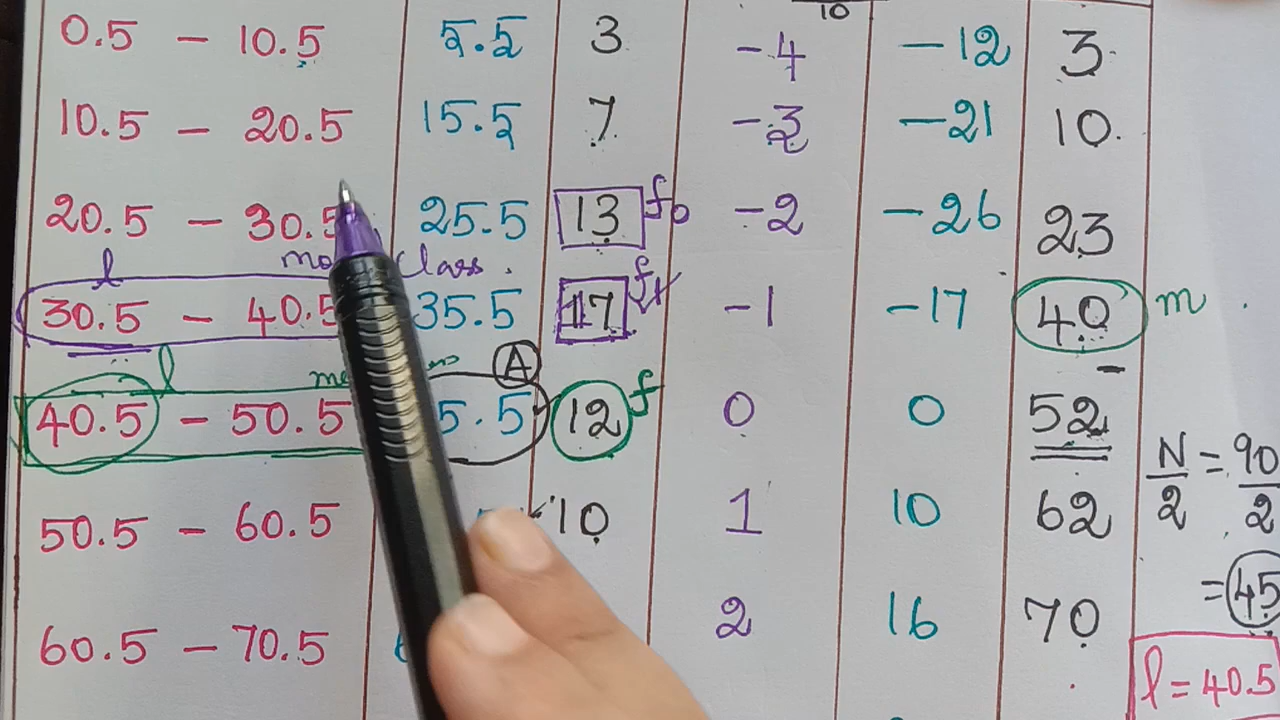 10
0.5 - 10.5 5.5 3 -4 -12 3
10.5 - 20.5 15.5 7 -3 -21 10
20.5 - 30.5 25.5 13 f0 -2 -26 23
l Class
30.5 - 40.5 35.5 17 f1 -1 -17 40 m
l A
40.5 - 50.5 5.5 12 f 0 0 52
N/2 = 90/2
50.5 - 60.5 10 1 10 62
= 45
60.5 - 70.5 2 16 70
l = 40.5